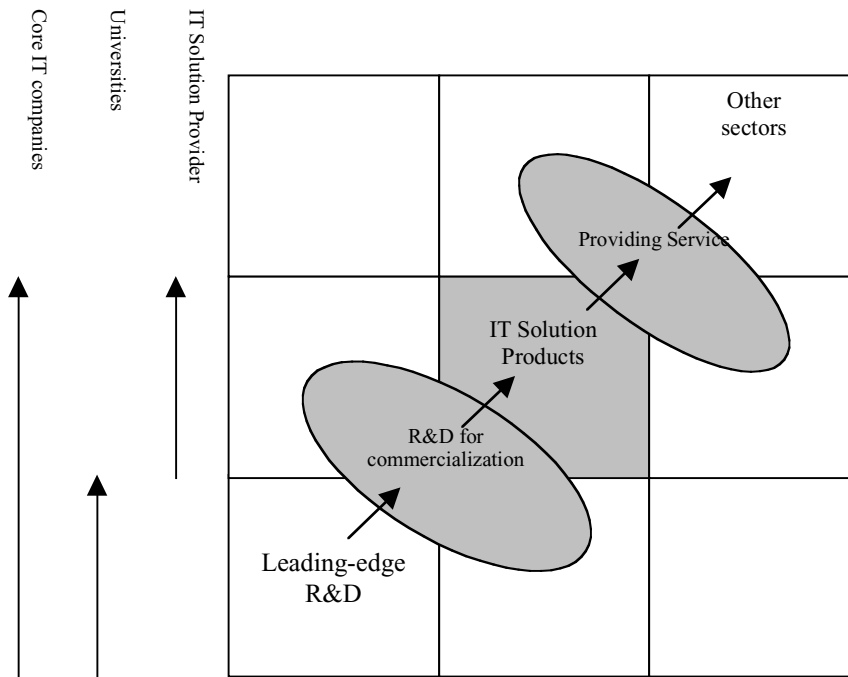 Core IT companies
Universities
IT Solution Provider
Other
sectors
Providing Service
IT Solution
Products
R&D for
commercialization
Leading-edge
R&D